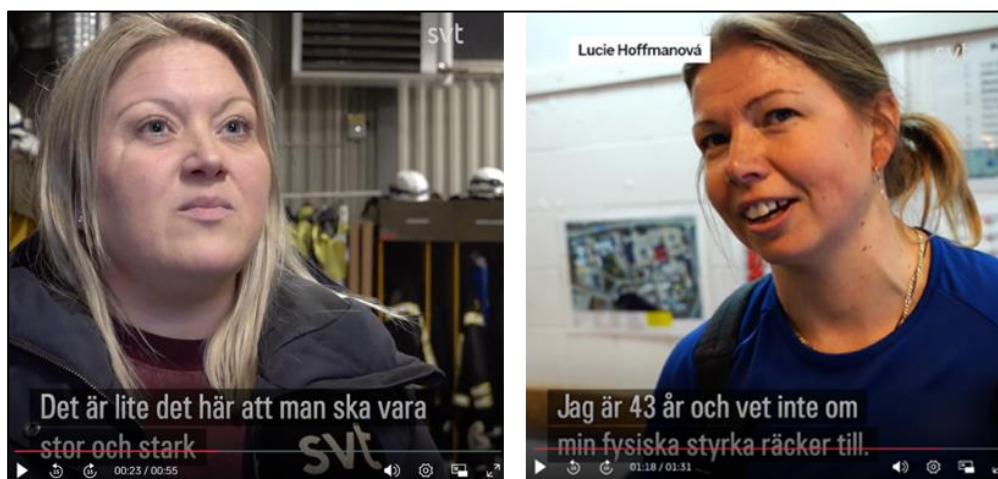 svt
Det är lite det här att man ska vara
stor och stark
svt
00:23 / 00:55
Lucie Hoffmanová
svt
Jag är 43 år och vet inte om
min fysiska styrka räcker till.
01:18 / 01:31